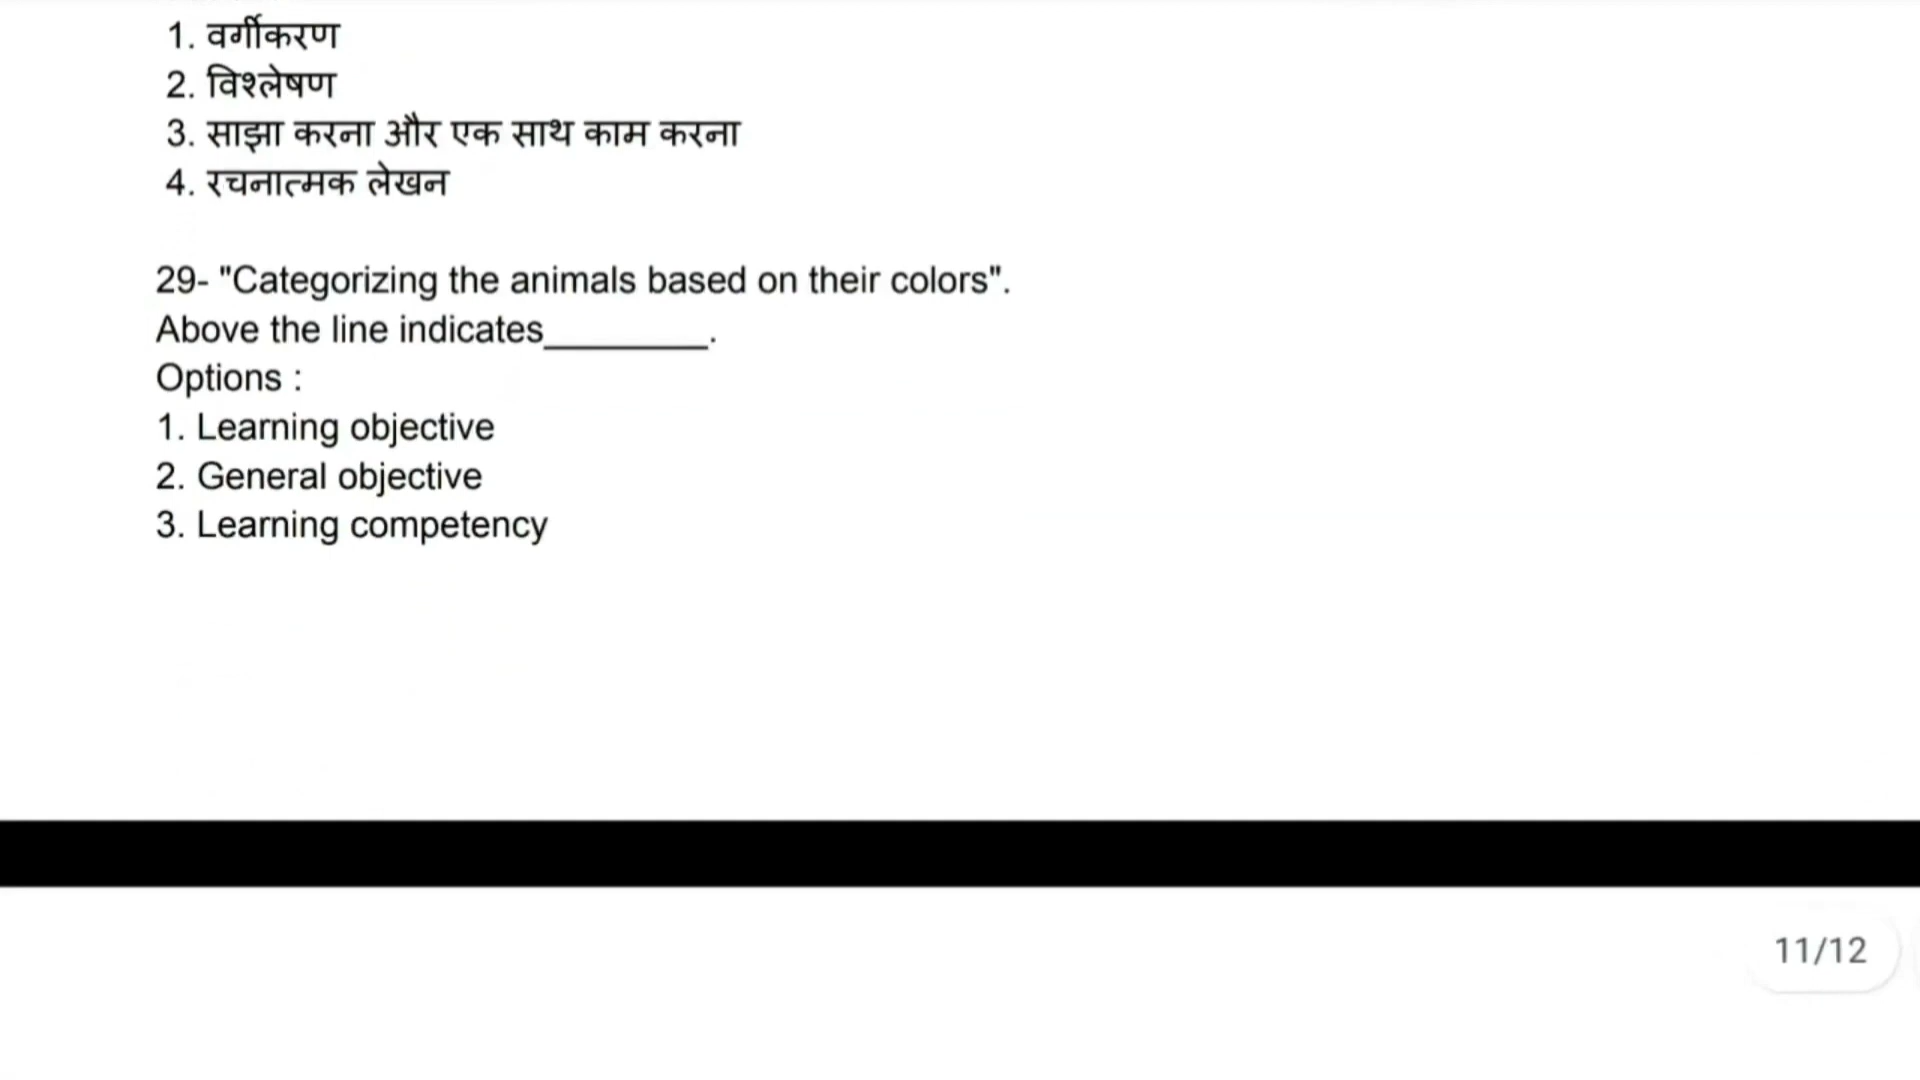 1. वर्गीकरण
2. विश्लेषण
3. साझा करना और एक साथ काम करना
4. रचनात्मक लेखन
29- "Categorizing the animals based on their colors".
Above the line indicates________.
Options :
1. Learning objective
2. General objective
3. Learning competency
11/12